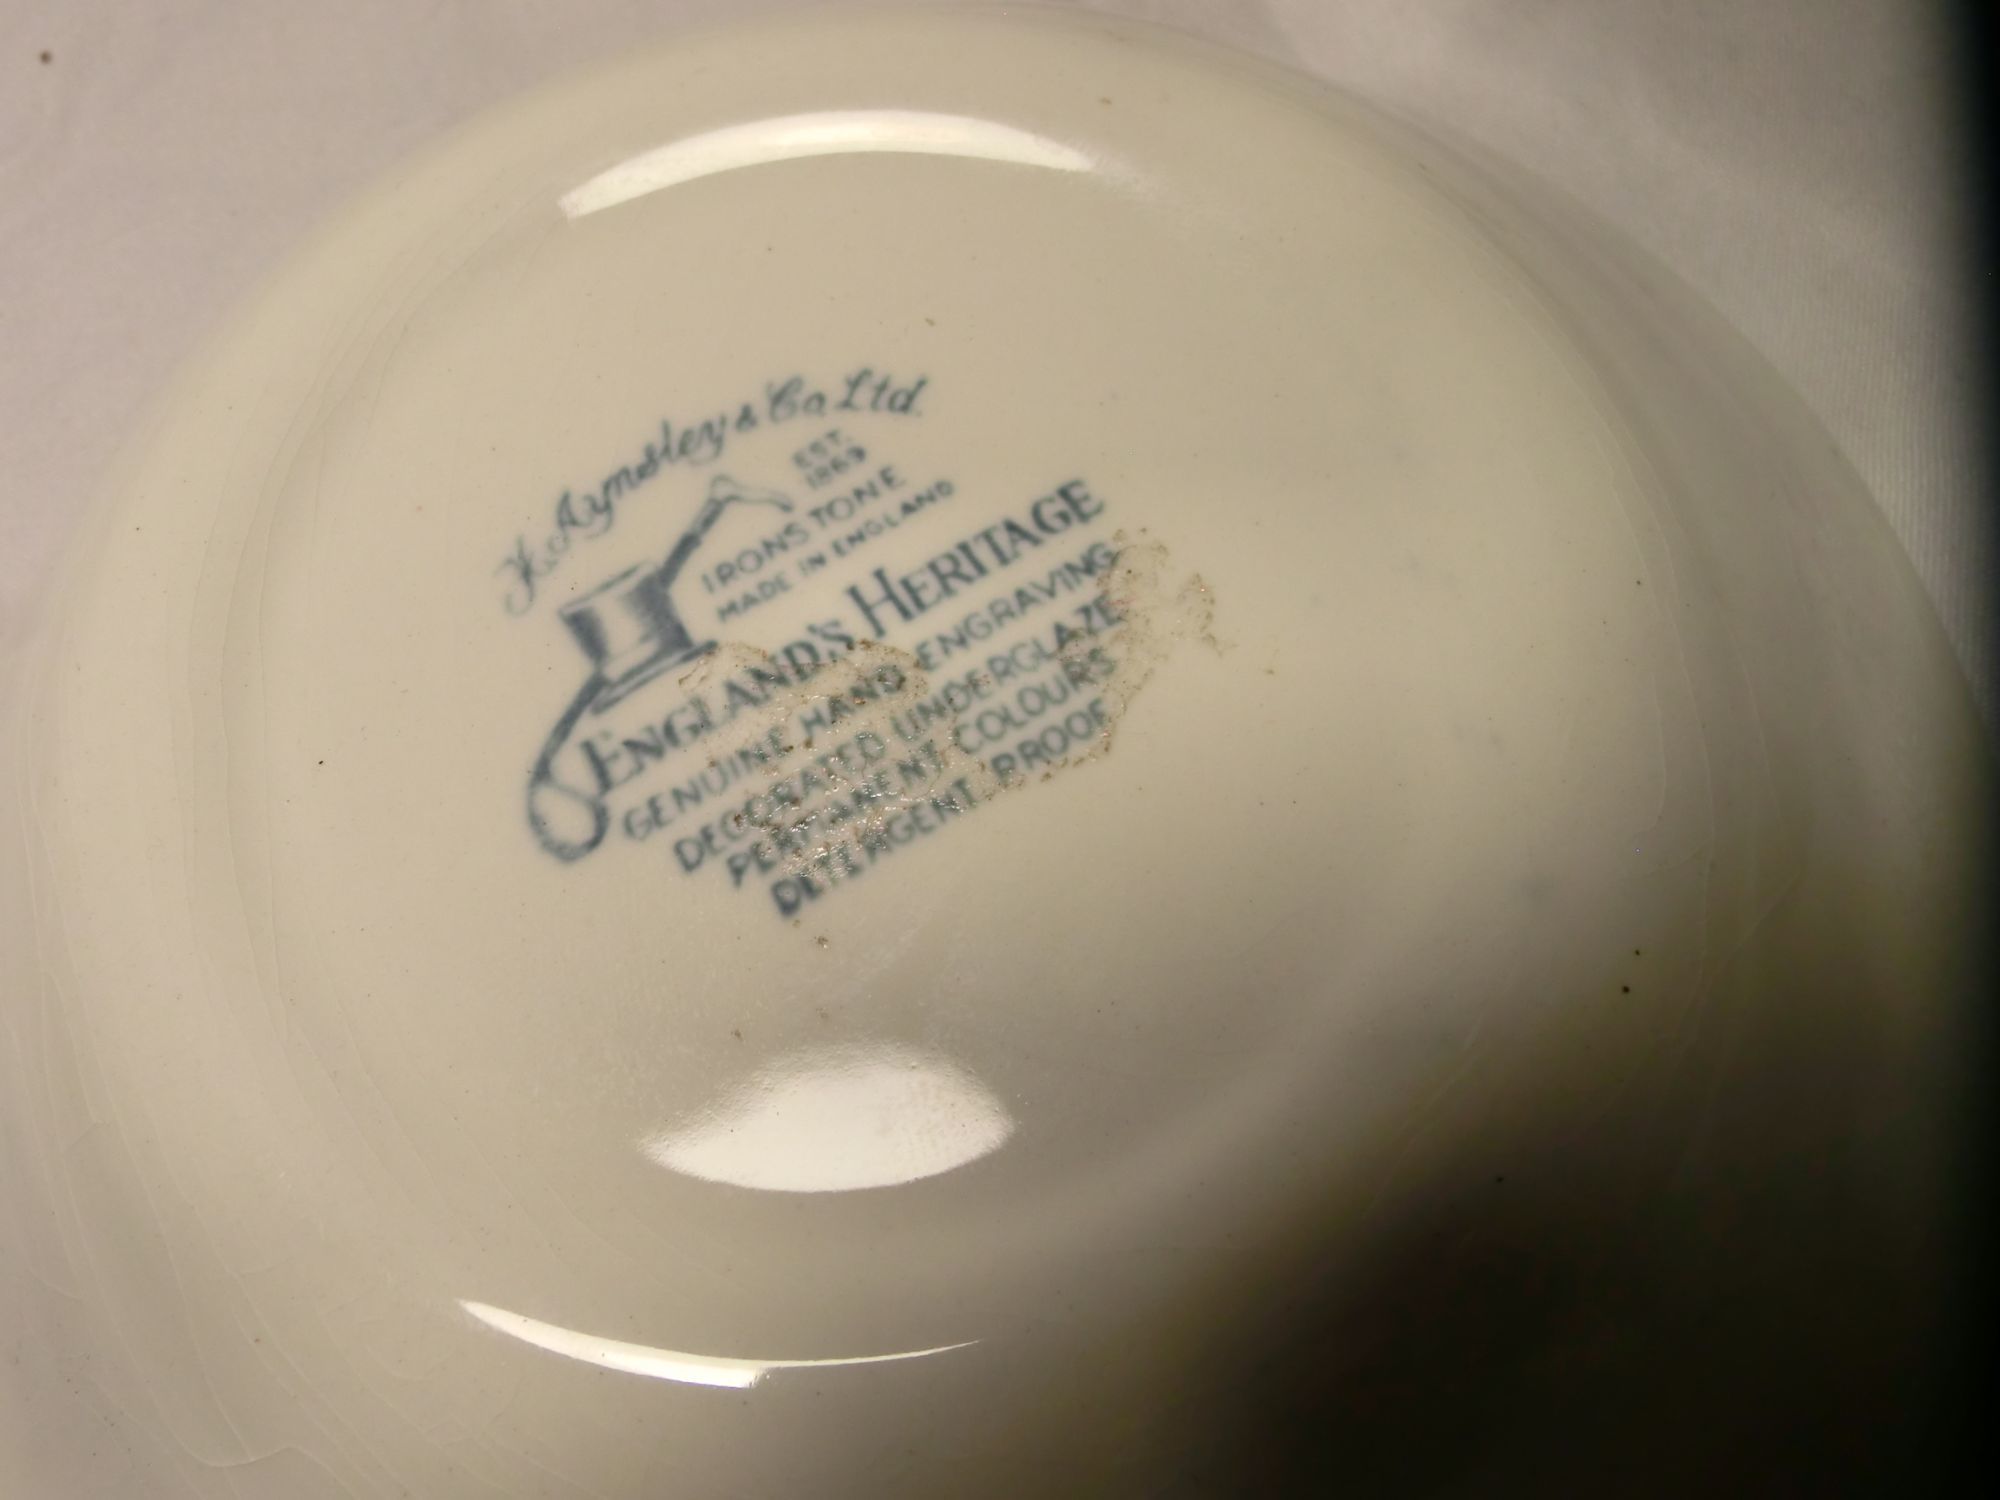 H. Aynsley & Co. Ltd.
EST.
1869
IRONSTONE
MADE IN ENGLAND
ENGLAND'S HERITAGE
GENUINE HAND ENGRAVING
DECORATED UNDERGLAZE
PERMANENT COLOURS
DETERGENT PROOF